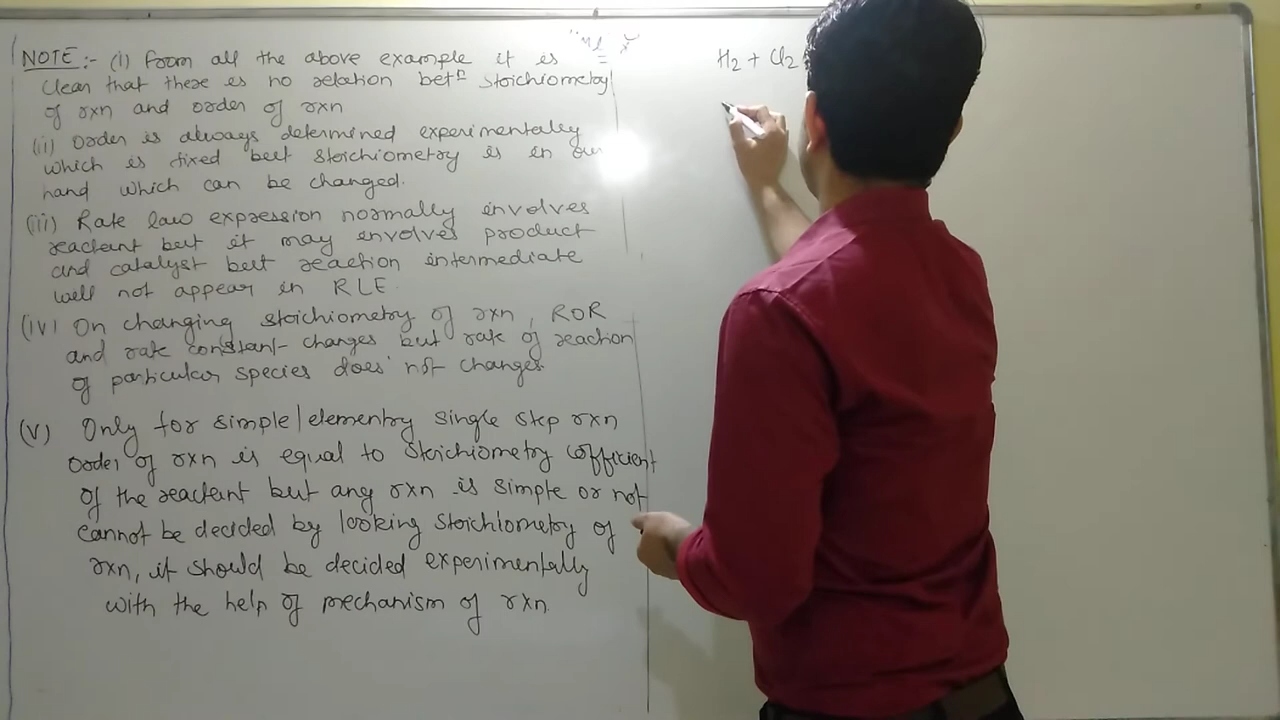 NOTE:- (i) from all the above example it is
clear that there is no relation betn stoichiometry
of rxn and order of rxn
(ii) order is always determined experimentally
which is fixed but stoichiometry is in our
hand which can be changed.
(iii) Rate law expression normally involves
reactant but it may involves product
and catalyst but reaction intermediate
will not appear in RLE.
(iv) On changing stoichiometry of rxn, ROR
and rate constant changes but rate of reaction
of particular species does not changes.
(v) Only for simple/elementry single step rxn
order of rxn is equal to stoichiometry cofficient
of the reactant but any rxn is simple or not
cannot be decided by looking stoichiometry of
rxn, it should be decided experimentally
with the help of mechanism of rxn
H2 + Cl2